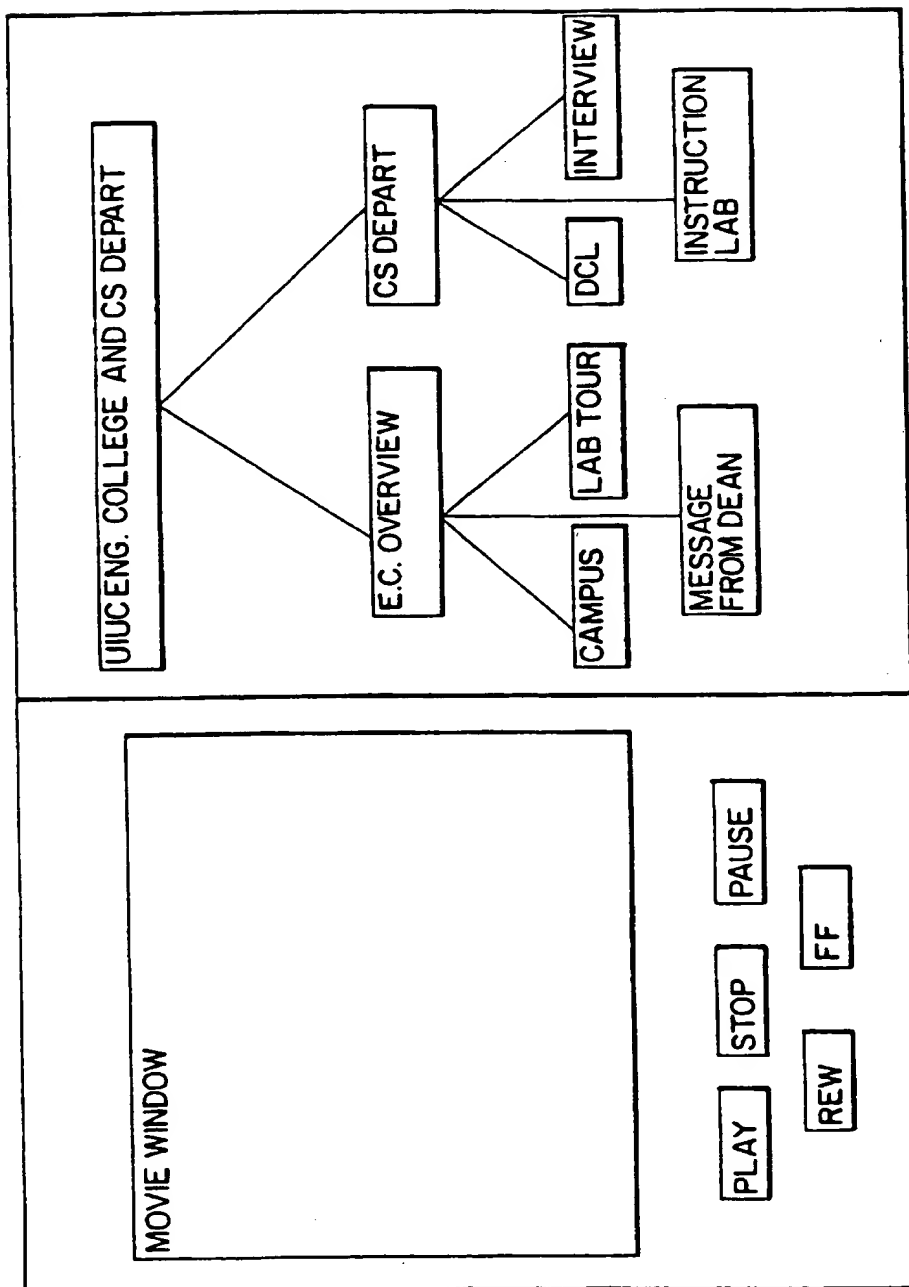 MOVIE WINDOW
PLAY
STOP
PAUSE
REW
FF
UIUC ENG. COLLEGE AND CS DEPART
E.C. OVERVIEW
CS DEPART
CAMPUS
LAB TOUR
DCL
INTERVIEW
MESSAGE
FROM DEAN
INSTRUCTION
LAB